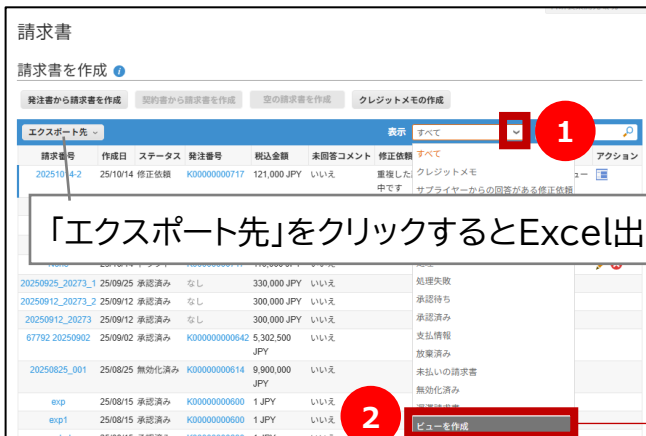 請求書
請求書を作成
発注書から請求書を作成 契約書から請求書を作成 空の請求書を作成 クレジットメモの作成
エクスポート先 表示 すべて 1
請求書番号 作成日 ステータス 発注番号 税込金額 未回答コメント 修正依頼 すべて アクション
20251014-2 25/10/14 修正依頼 K00000000717 121,000 JPY いいえ 重複した クレジットメモ ュー
中です サプライヤーからの回答がある修正依頼
「エクスポート先」をクリックするとExcel出
処理失敗
20250925_20273_1 25/09/25 承認済み なし 330,000 JPY いいえ
承認待ち
20250912_20273_2 25/09/12 承認済み なし 300,000 JPY いいえ
承認済み
20250912_20273 25/09/12 承認済み なし 300,000 JPY いいえ
支払情報
67792 20250902 25/09/02 承認済み K00000000642 5,302,500 JPY いいえ
放棄済み
未払いの請求書
20250825_001 25/08/25 無効化済み K00000000614 9,900,000 JPY いいえ
無効化済み
exp 25/08/15 承認済み K00000000600 1 JPY いいえ
exp1 25/08/15 承認済み K00000000600 1 JPY いいえ 2 ビューを作成